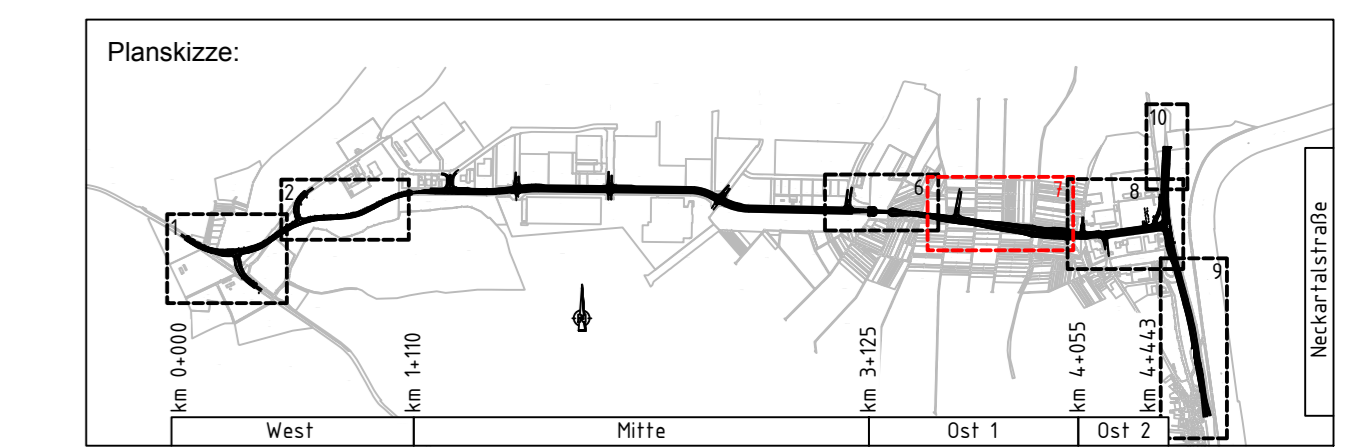 Planskizze:
1
2
6
7
8
9
10
km 0+000
km 1+110
km 3+125
km 4+055
km 4+443
West
Mitte
Ost 1
Ost 2
Neckartalstraße